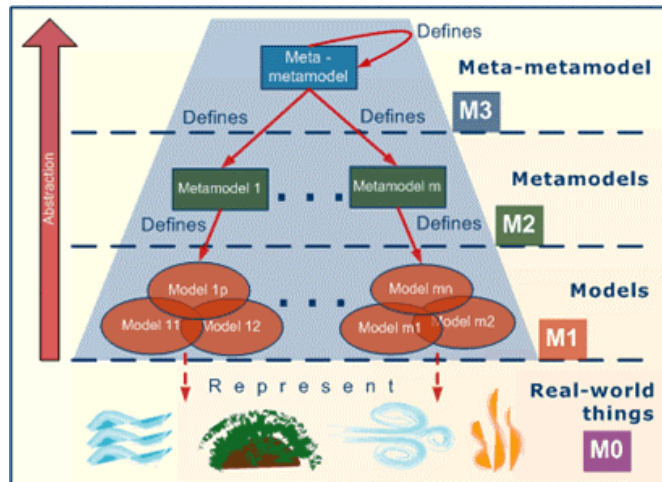 Defines
Meta -
metamodel
Meta-metamodel
M3
Defines
Defines
Abstraction
Metamodel 1
. . .
Metamodel m
Metamodels
M2
Defines
Defines
Model 1p
Model 11
Model 12
. . .
Model mn
Model m1
Model m2
Models
M1
Represent
Real-world
things
M0